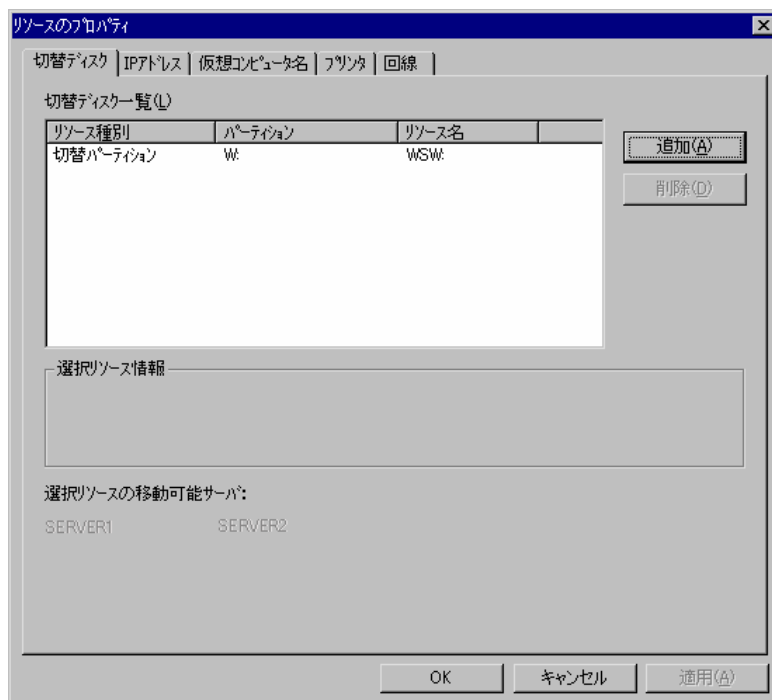 リソースのプロパティ
切替ディスク IPアドレス 仮想コンピュータ名 プリンタ 回線
切替ディスク一覧(L)
リソース種別 パーティション リソース名
切替パーティション W: WSW:
追加(A)
削除(D)
選択リソース情報
選択リソースの移動可能サーバ:
SERVER1 SERVER2
OK キャンセル 適用(A)